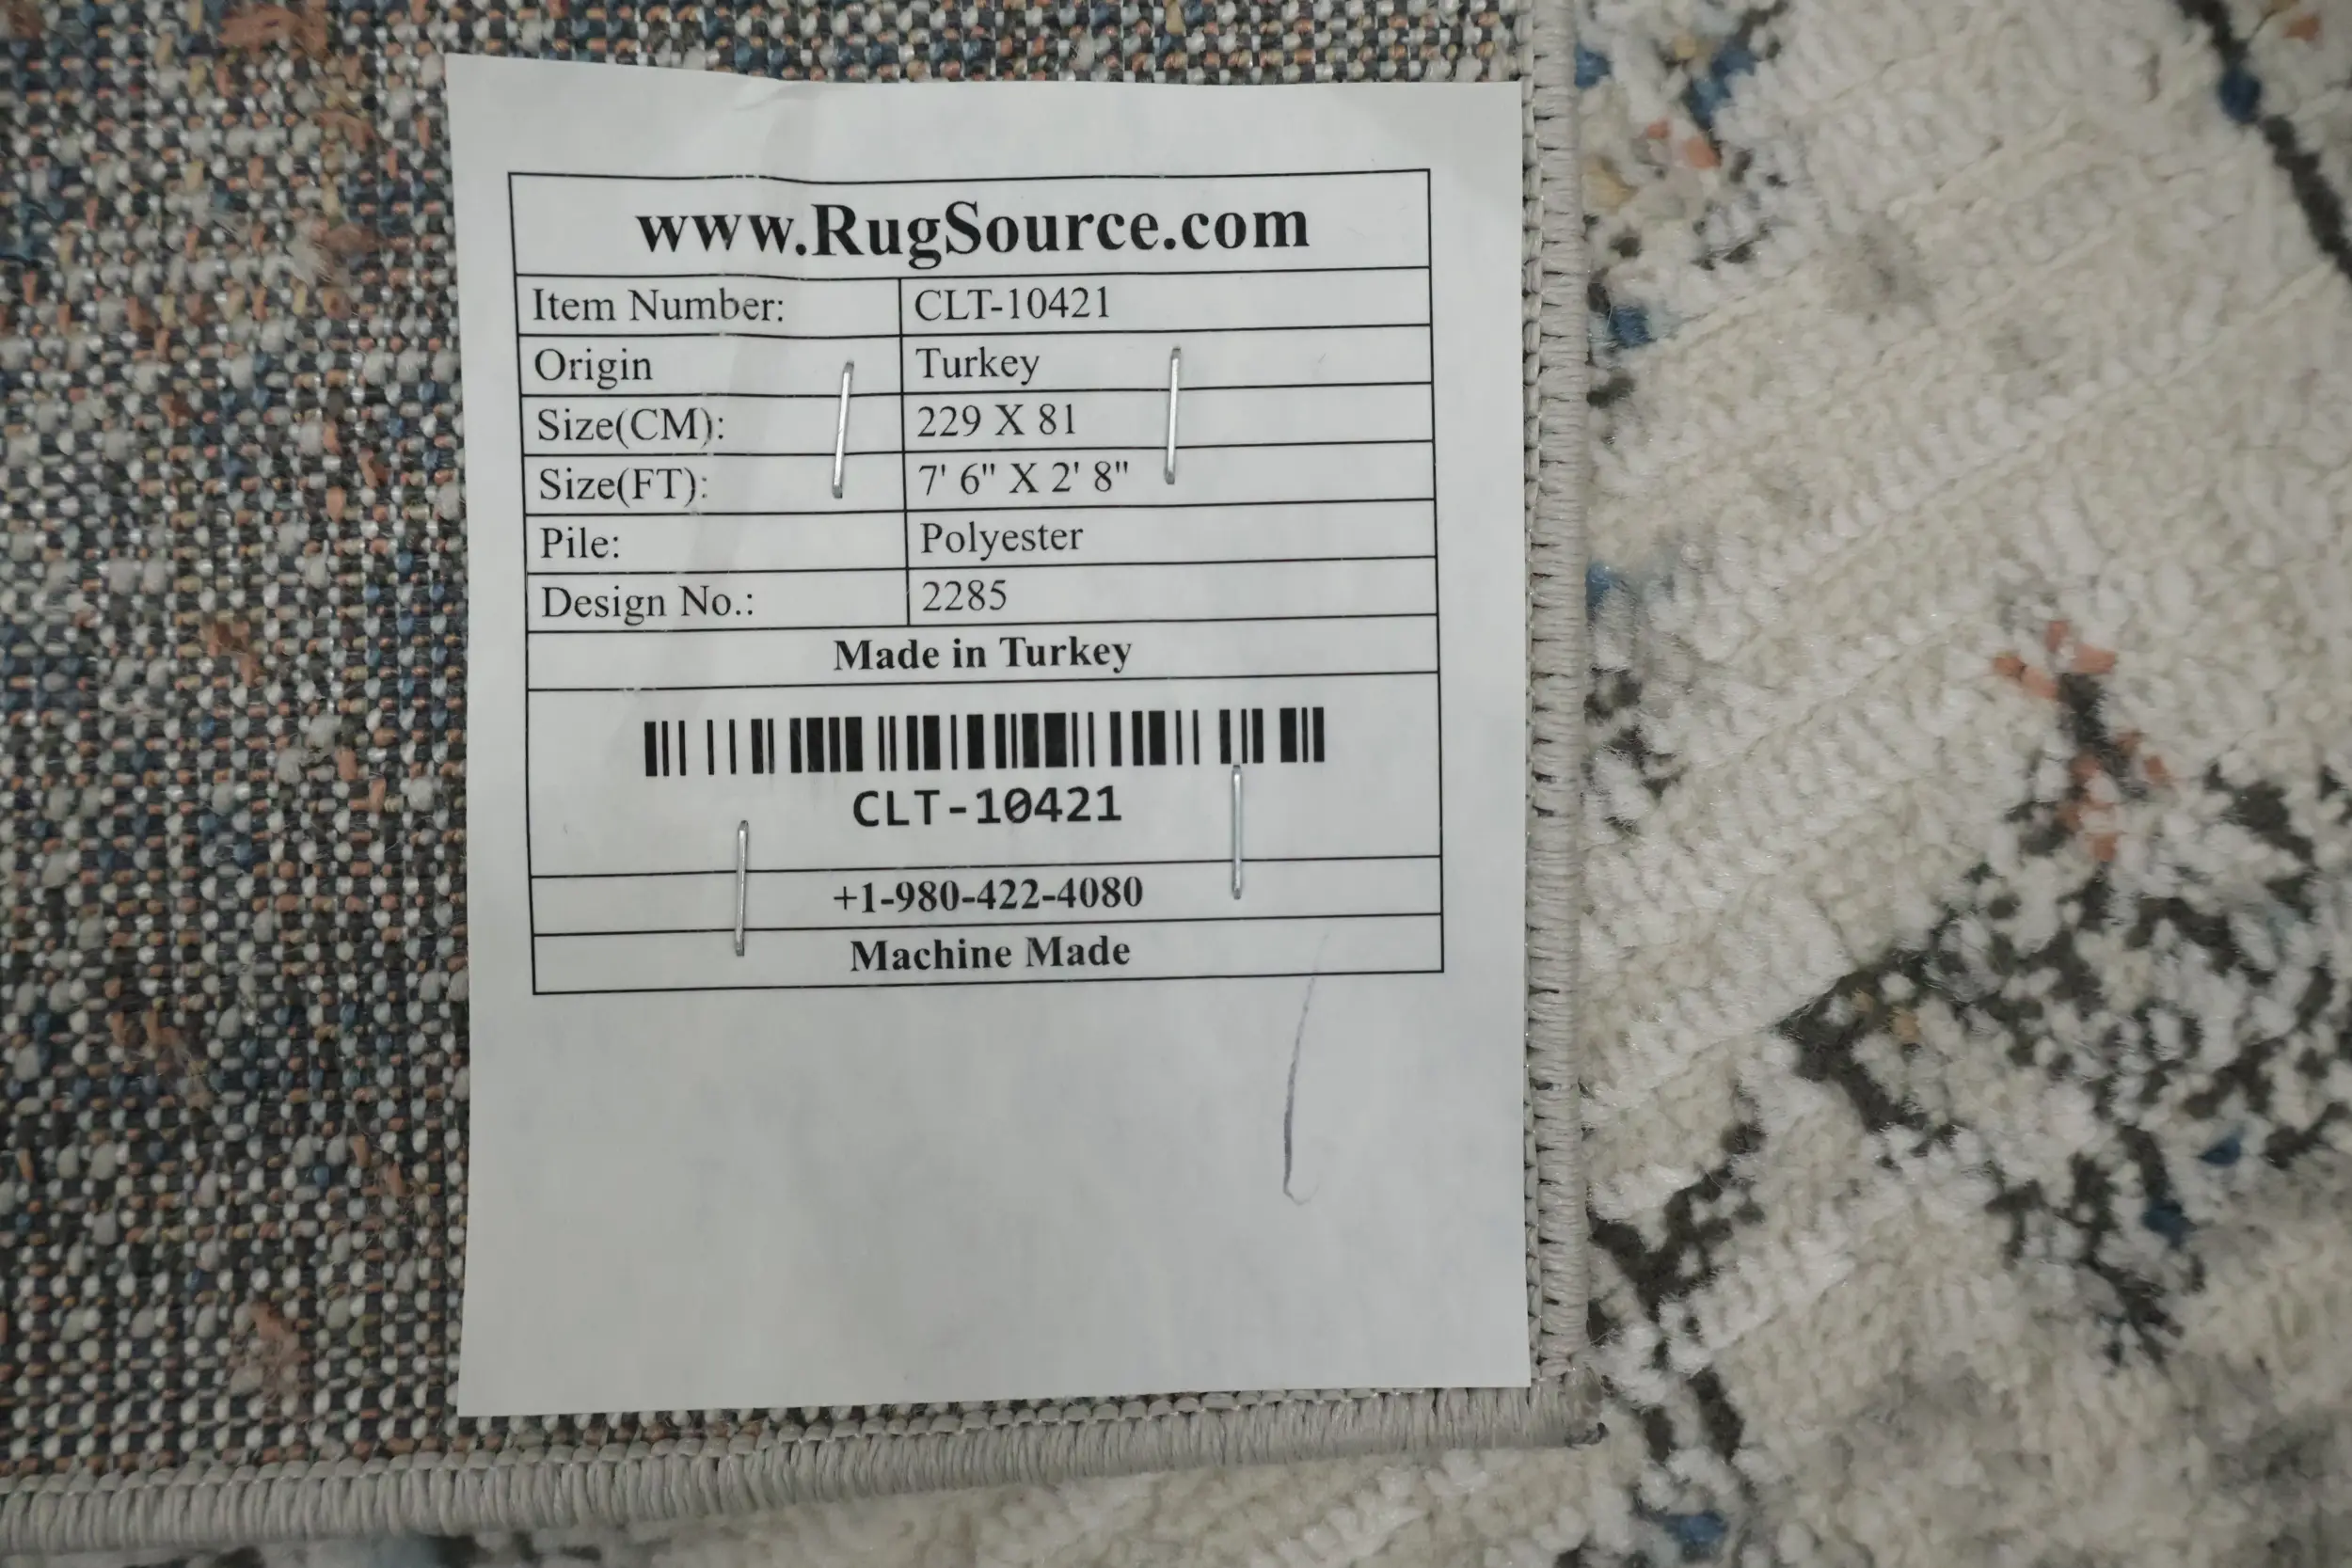 www.RugSource.com
Item Number: CLT-10421
Origin Turkey
Size(CM): 229 X 81
Size(FT): 7' 6" X 2' 8"
Pile: Polyester
Design No.: 2285
Made in Turkey
CLT-10421
+1-980-422-4080
Machine Made